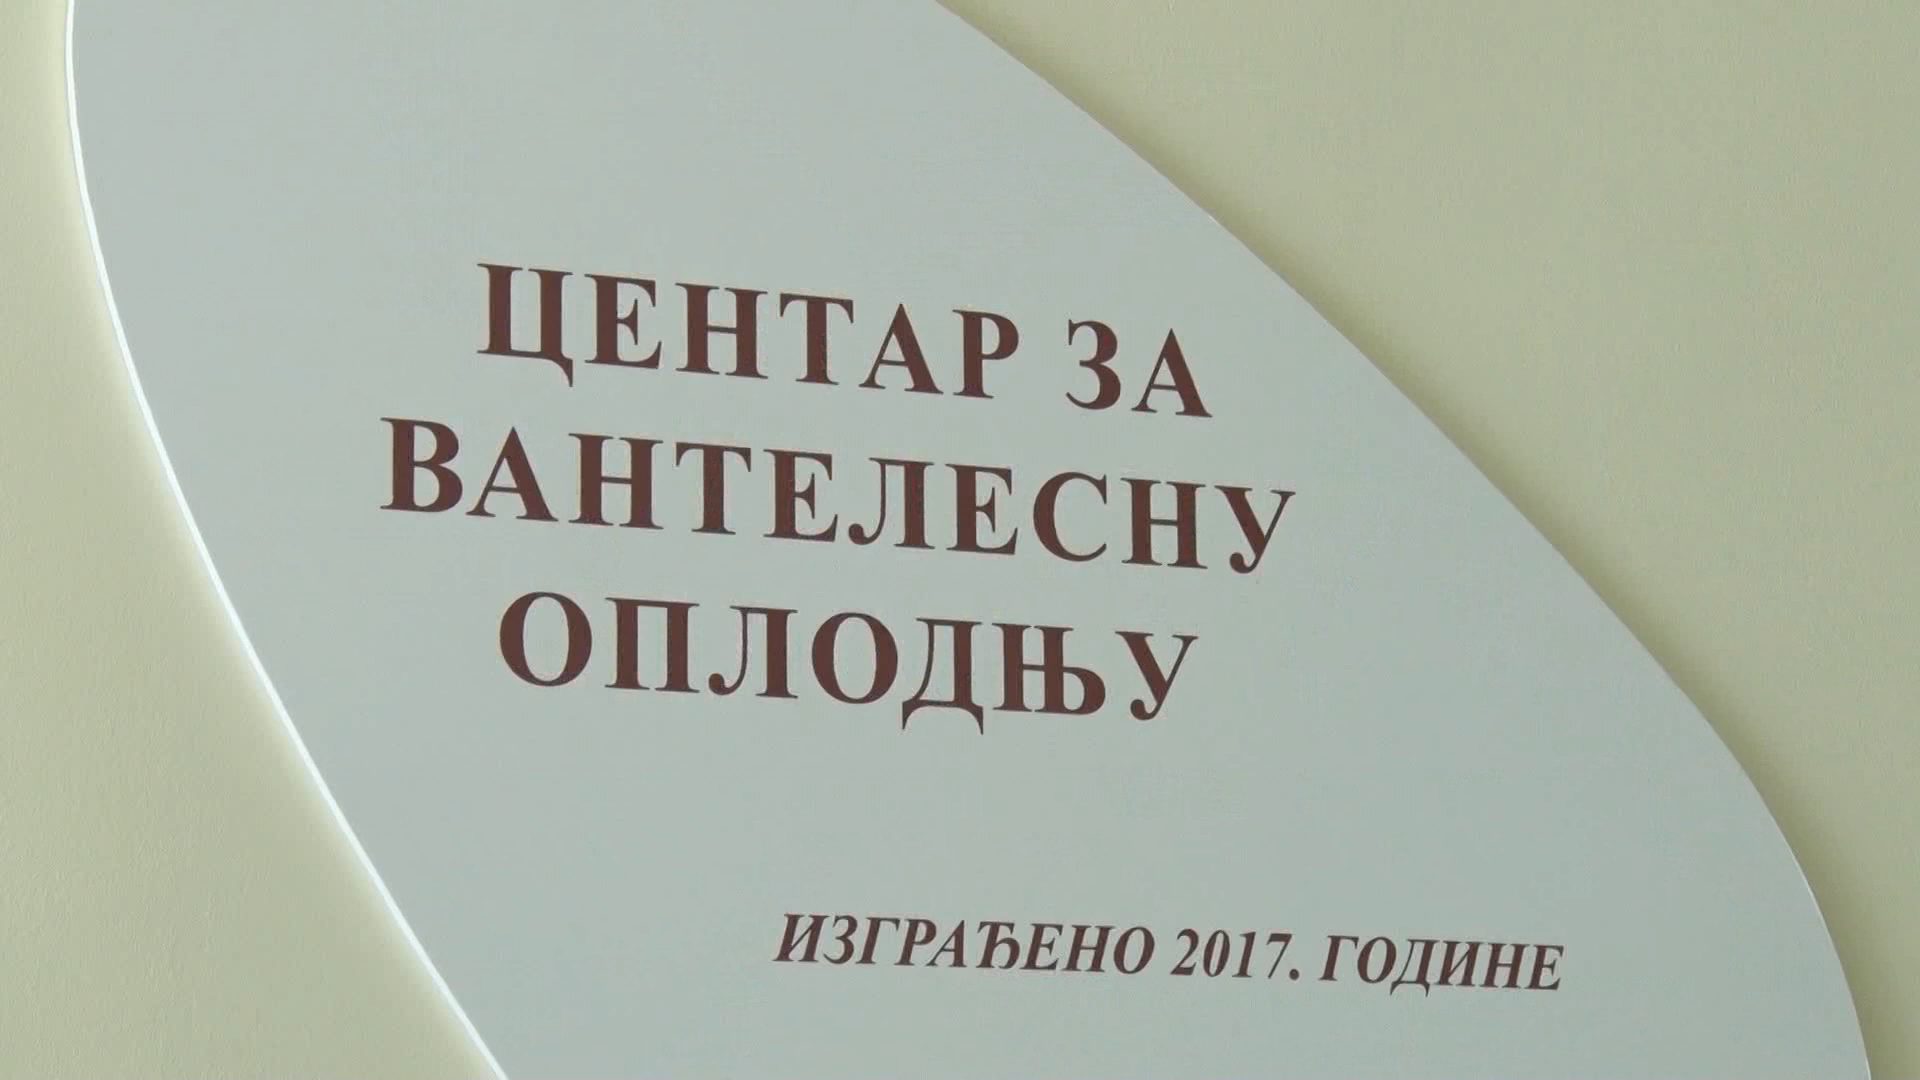 ЦЕНТАР ЗА
ВАНТЕЛЕСНУ
ОПЛОДЊУ
ИЗГРАЂЕНО 2017. ГОДИНЕ